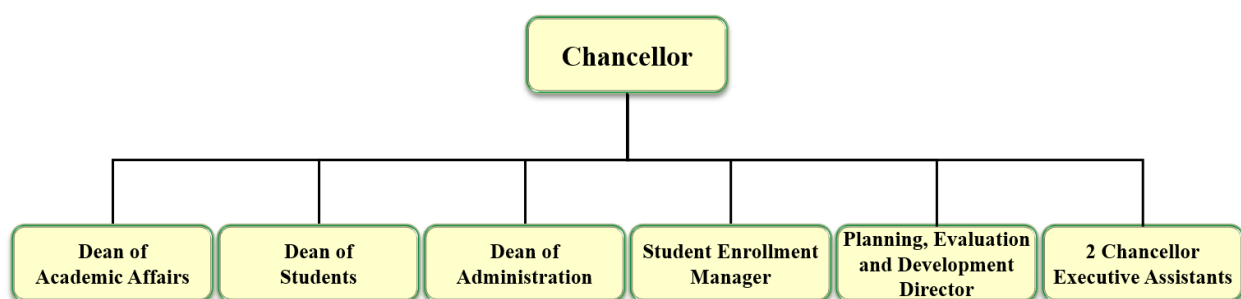 Chancellor
Dean of
Academic Affairs
Dean of
Students
Dean of
Administration
Student Enrollment
Manager
Planning, Evaluation
and Development
Director
2 Chancellor
Executive Assistants